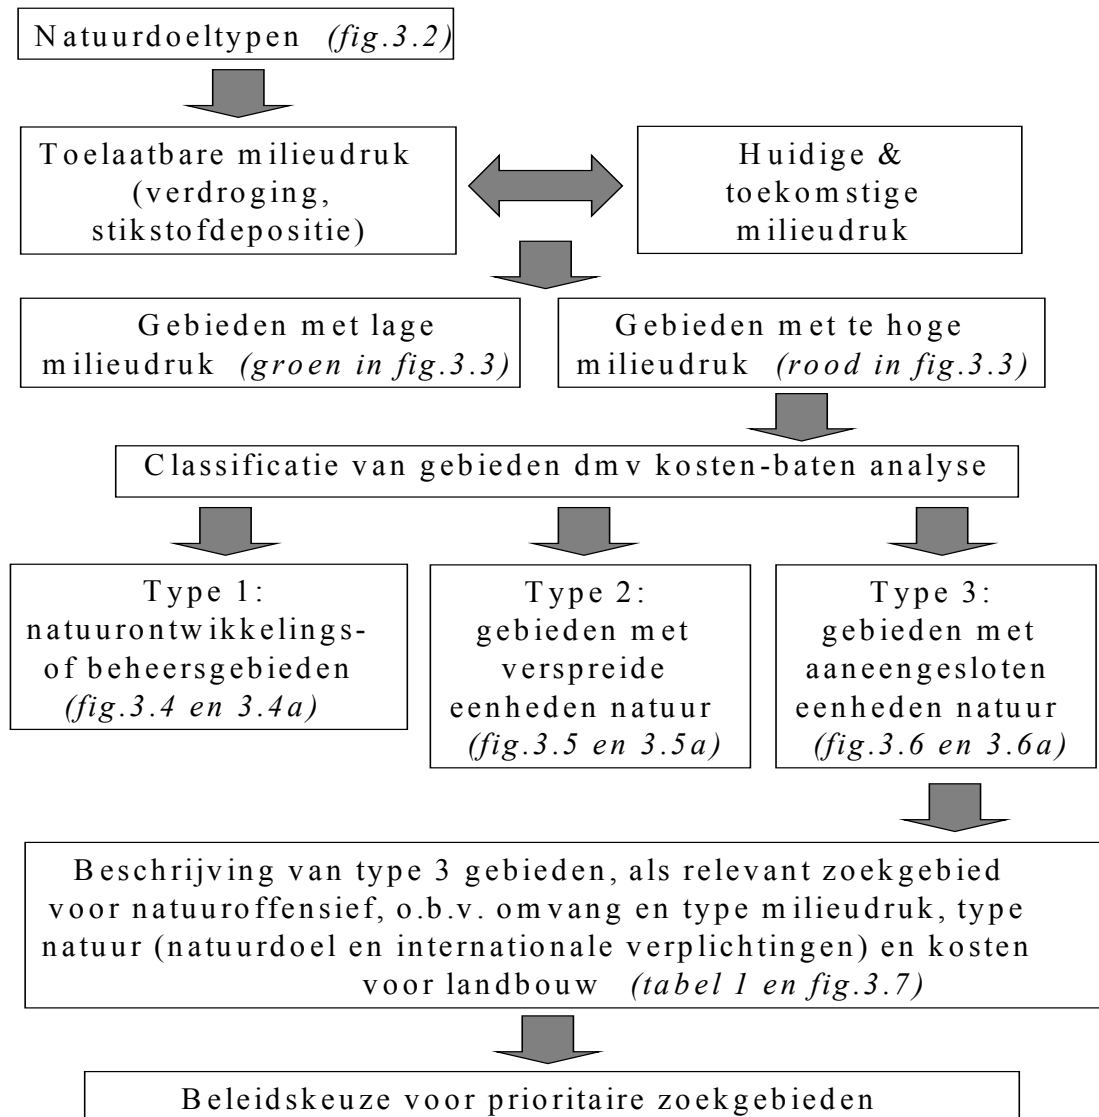 Natuurdoeltypen (fig.3.2)
Toelaatbare milieudruk
(verdroging,
stikstofdepositie)
Huidige &
toekomstige
milieudruk
Gebieden met lage
milieudruk (groen in fig.3.3)
Gebieden met te hoge
milieudruk (rood in fig.3.3)
Classificatie van gebieden dmv kosten-baten analyse
Type 1:
natuurontwikkelings-
of beheersgebieden
(fig.3.4 en 3.4a)
Type 2:
gebieden met
verspreide
eenheden natuur
(fig.3.5 en 3.5a)
Type 3:
gebieden met
aaneengesloten
eenheden natuur
(fig.3.6 en 3.6a)
Beschrijving van type 3 gebieden, als relevant zoekgebied
voor natuuroffensief, o.b.v. omvang en type milieudruk, type
natuur (natuurdoel en internationale verplichtingen) en kosten
voor landbouw (tabel 1 en fig.3.7)
Beleidskeuze voor prioritaire zoekgebieden